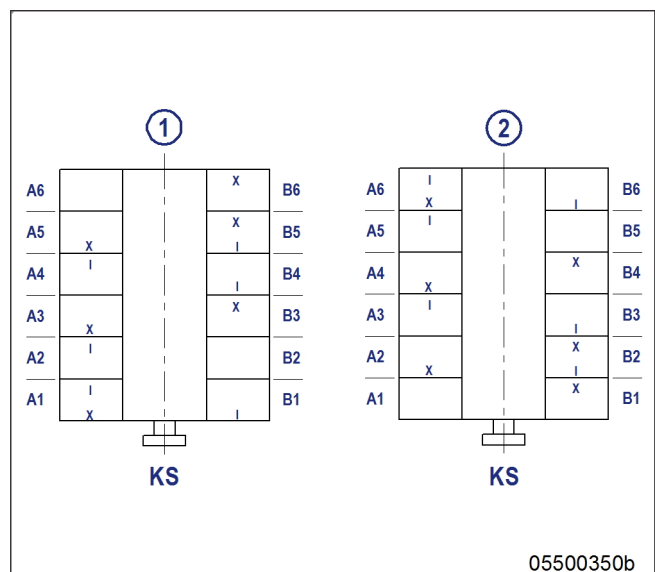 1 2
A6 X B6 A6 I X I B6
A5 X X I B5 A5 I B5
A4 I I B4 A4 X X B4
A3 X X B3 A3 I I B3
A2 I B2 A2 X X I B2
A1 I X I B1 A1 X B1
KS KS
05500350b